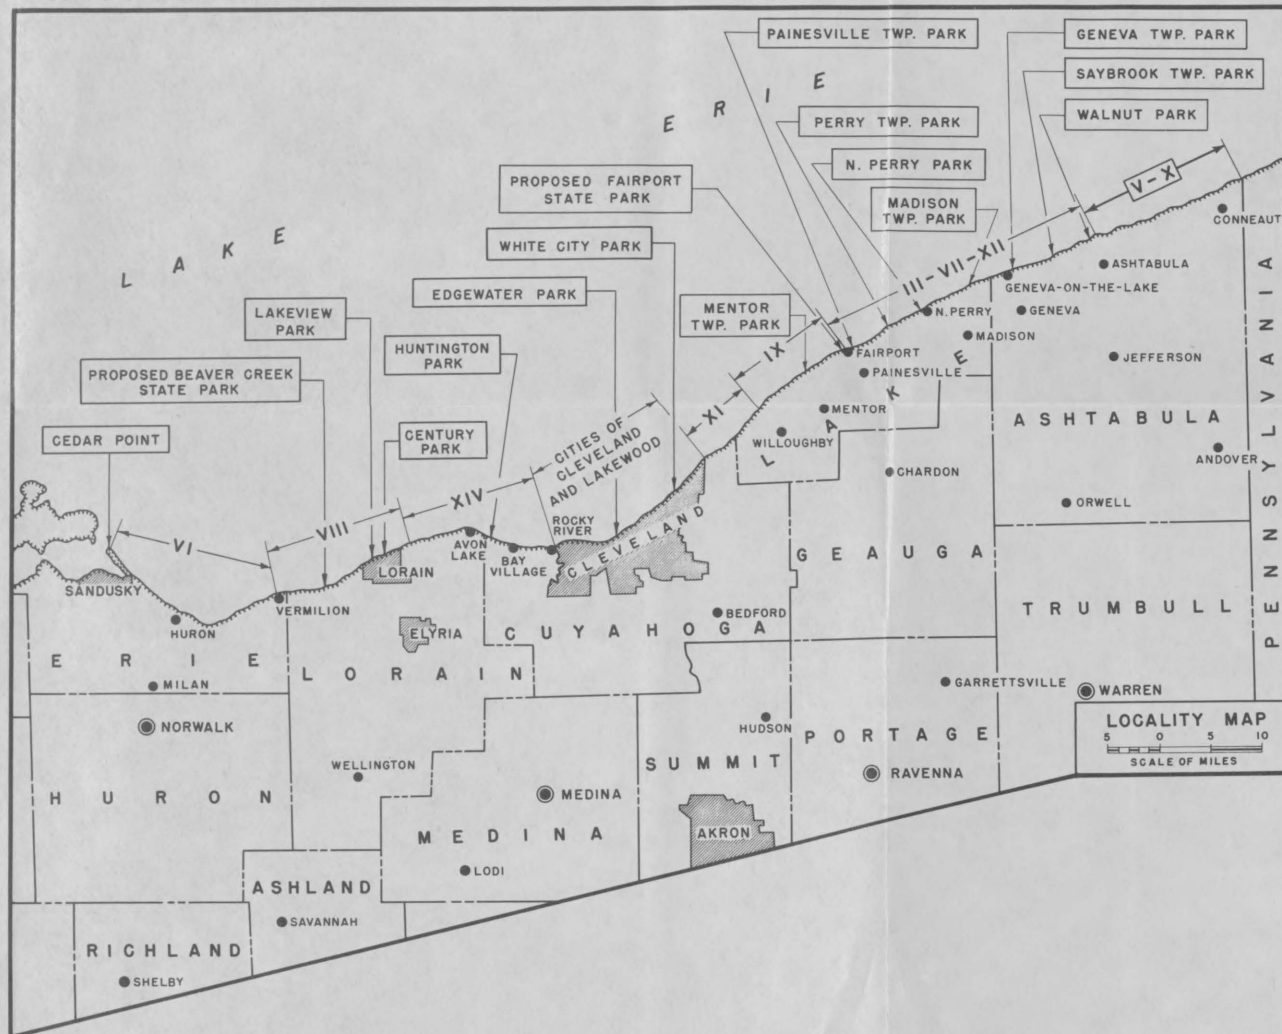 PAINESVILLE TWP. PARK
GENEVA TWP. PARK
SAYBROOK TWP. PARK
WALNUT PARK
PERRY TWP. PARK
N. PERRY PARK
MADISON
TWP. PARK
PROPOSED FAIRPORT
STATE PARK
WHITE CITY PARK
EDGEWATER PARK
MENTOR
TWP. PARK
LAKEVIEW
PARK
HUNTINGTON
PARK
PROPOSED BEAVER CREEK
STATE PARK
CENTURY
PARK
CEDAR POINT
LAKE ERIE
V-X
III-VII-XII
IX
XI
CITIES OF
CLEVELAND
AND LAKEWOOD
XIV
VIII
VI
CONNEAUT
ASHTABULA
GENEVA-ON-THE-LAKE
GENEVA
N. PERRY
MADISON
JEFFERSON
FAIRPORT
PAINESVILLE
MENTOR
WILLOUGHBY
LAKE
ASHTABULA
ANDOVER
CHARDON
ORWELL
PENNSYLVANIA
ROCKY
RIVER
AVON
LAKE
BAY
VILLAGE
CLEVELAND
GEAUGA
LORAIN
SANDUSKY
VERMILION
HURON
ELYRIA
BEDFORD
CUYAHOGA
TRUMBULL
ERIE
LORAIN
MILAN
GARRETTSVILLE
WARREN
NORWALK
HUDSON
PORTAGE
LOCALITY MAP
5 0 5 10
SCALE OF MILES
WELLINGTON
SUMMIT
RAVENNA
HURON
MEDINA
MEDINA
AKRON
LODI
ASHLAND
SAVANNAH
RICHLAND
SHELBY